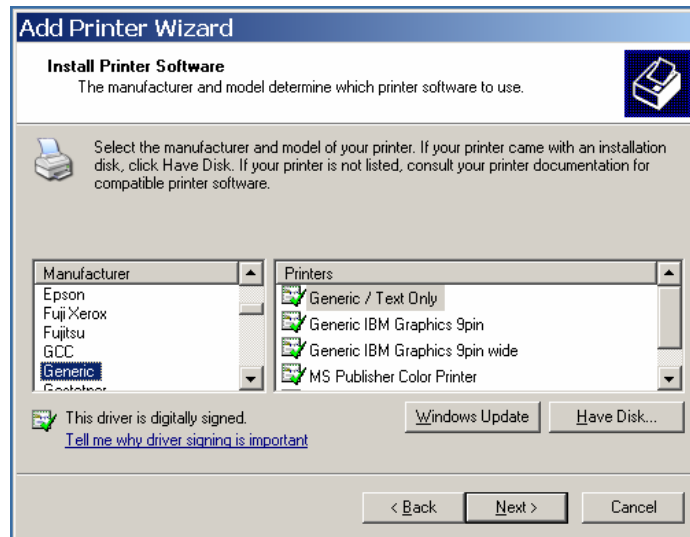 Add Printer Wizard
Install Printer Software
The manufacturer and model determine which printer software to use.
Select the manufacturer and model of your printer. If your printer came with an installation
disk, click Have Disk. If your printer is not listed, consult your printer documentation for
compatible printer software.
Manufacturer
Epson
Fuji Xerox
Fujitsu
GCC
Generic
Gestetner
Printers
Generic / Text Only
Generic IBM Graphics 9pin
Generic IBM Graphics 9pin wide
MS Publisher Color Printer
This driver is digitally signed.
Tell me why driver signing is important
Windows Update
Have Disk...
< Back
Next >
Cancel